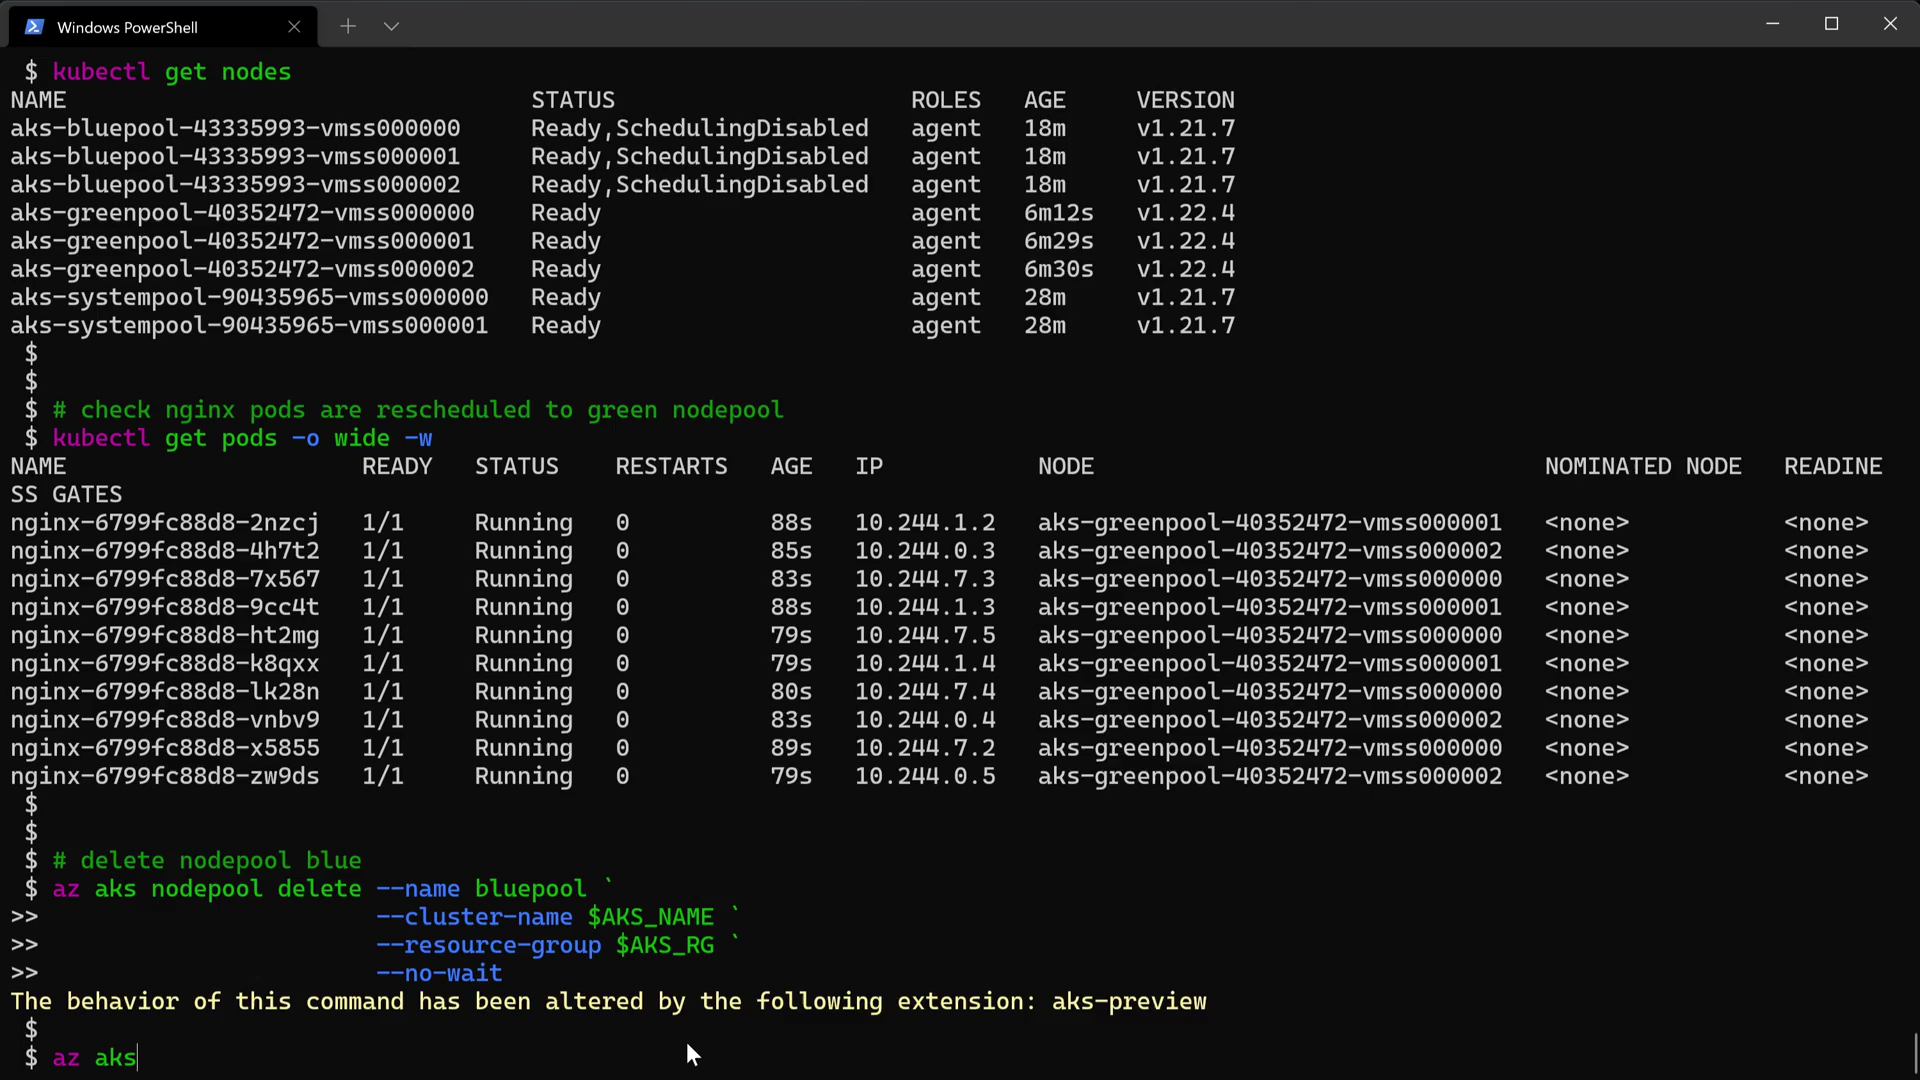 Windows PowerShell
$ kubectl get nodes
NAME STATUS ROLES AGE VERSION
aks-bluepool-43335993-vmss000000 Ready,SchedulingDisabled agent 18m v1.21.7
aks-bluepool-43335993-vmss000001 Ready,SchedulingDisabled agent 18m v1.21.7
aks-bluepool-43335993-vmss000002 Ready,SchedulingDisabled agent 18m v1.21.7
aks-greenpool-40352472-vmss000000 Ready agent 6m12s v1.22.4
aks-greenpool-40352472-vmss000001 Ready agent 6m29s v1.22.4
aks-greenpool-40352472-vmss000002 Ready agent 6m30s v1.22.4
aks-systempool-90435965-vmss000000 Ready agent 28m v1.21.7
aks-systempool-90435965-vmss000001 Ready agent 28m v1.21.7
$
$
$ # check nginx pods are rescheduled to green nodepool
$ kubectl get pods -o wide -w
NAME READY STATUS RESTARTS AGE IP NODE NOMINATED NODE READINE
SS GATES
nginx-6799fc88d8-2nzcj 1/1 Running 0 88s 10.244.1.2 aks-greenpool-40352472-vmss000001 <none> <none>
nginx-6799fc88d8-4h7t2 1/1 Running 0 85s 10.244.0.3 aks-greenpool-40352472-vmss000002 <none> <none>
nginx-6799fc88d8-7x567 1/1 Running 0 83s 10.244.7.3 aks-greenpool-40352472-vmss000000 <none> <none>
nginx-6799fc88d8-9cc4t 1/1 Running 0 88s 10.244.1.3 aks-greenpool-40352472-vmss000001 <none> <none>
nginx-6799fc88d8-ht2mg 1/1 Running 0 79s 10.244.7.5 aks-greenpool-40352472-vmss000000 <none> <none>
nginx-6799fc88d8-k8qxx 1/1 Running 0 79s 10.244.1.4 aks-greenpool-40352472-vmss000001 <none> <none>
nginx-6799fc88d8-lk28n 1/1 Running 0 80s 10.244.7.4 aks-greenpool-40352472-vmss000000 <none> <none>
nginx-6799fc88d8-vnbv9 1/1 Running 0 83s 10.244.0.4 aks-greenpool-40352472-vmss000002 <none> <none>
nginx-6799fc88d8-x5855 1/1 Running 0 89s 10.244.7.2 aks-greenpool-40352472-vmss000000 <none> <none>
nginx-6799fc88d8-zw9ds 1/1 Running 0 79s 10.244.0.5 aks-greenpool-40352472-vmss000002 <none> <none>
$
$
$ # delete nodepool blue
$ az aks nodepool delete --name bluepool `
>> --cluster-name $AKS_NAME `
>> --resource-group $AKS_RG `
>> --no-wait
The behavior of this command has been altered by the following extension: aks-preview
$
$ az aks